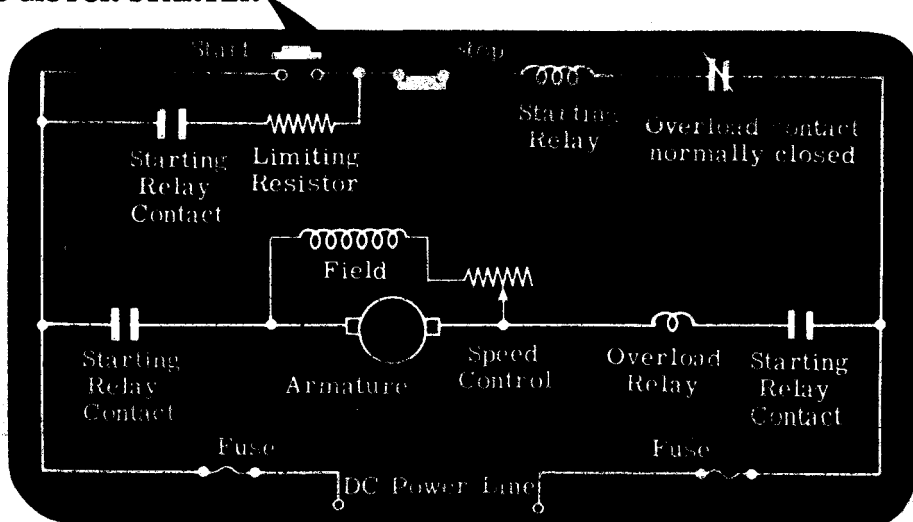 Start
Stop
Starting
Relay
Overload contact
normally closed
Starting
Relay
Contact
Limiting
Resistor
Field
Starting
Relay
Contact
Armature
Speed
Control
Overload
Relay
Starting
Relay
Contact
Fuse
Fuse
DC Power Line